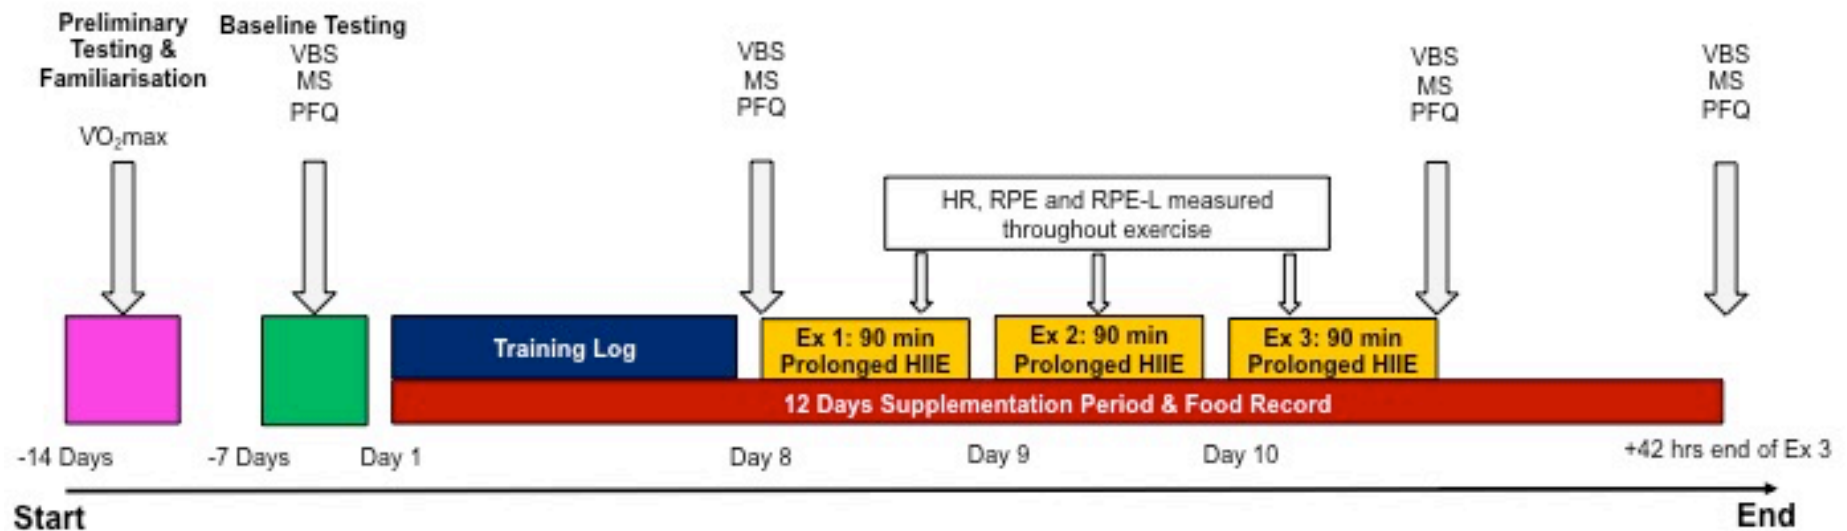 Preliminary
Testing &
Familiarisation
V̇O₂max
Baseline Testing
VBS
MS
PFQ
VBS
MS
PFQ
VBS
MS
PFQ
VBS
MS
PFQ
HR, RPE and RPE-L measured
throughout exercise
Training Log
Ex 1: 90 min
Prolonged HIIE
Ex 2: 90 min
Prolonged HIIE
Ex 3: 90 min
Prolonged HIIE
12 Days Supplementation Period & Food Record
-14 Days
-7 Days
Day 1
Day 8
Day 9
Day 10
+42 hrs end of Ex 3
Start
End